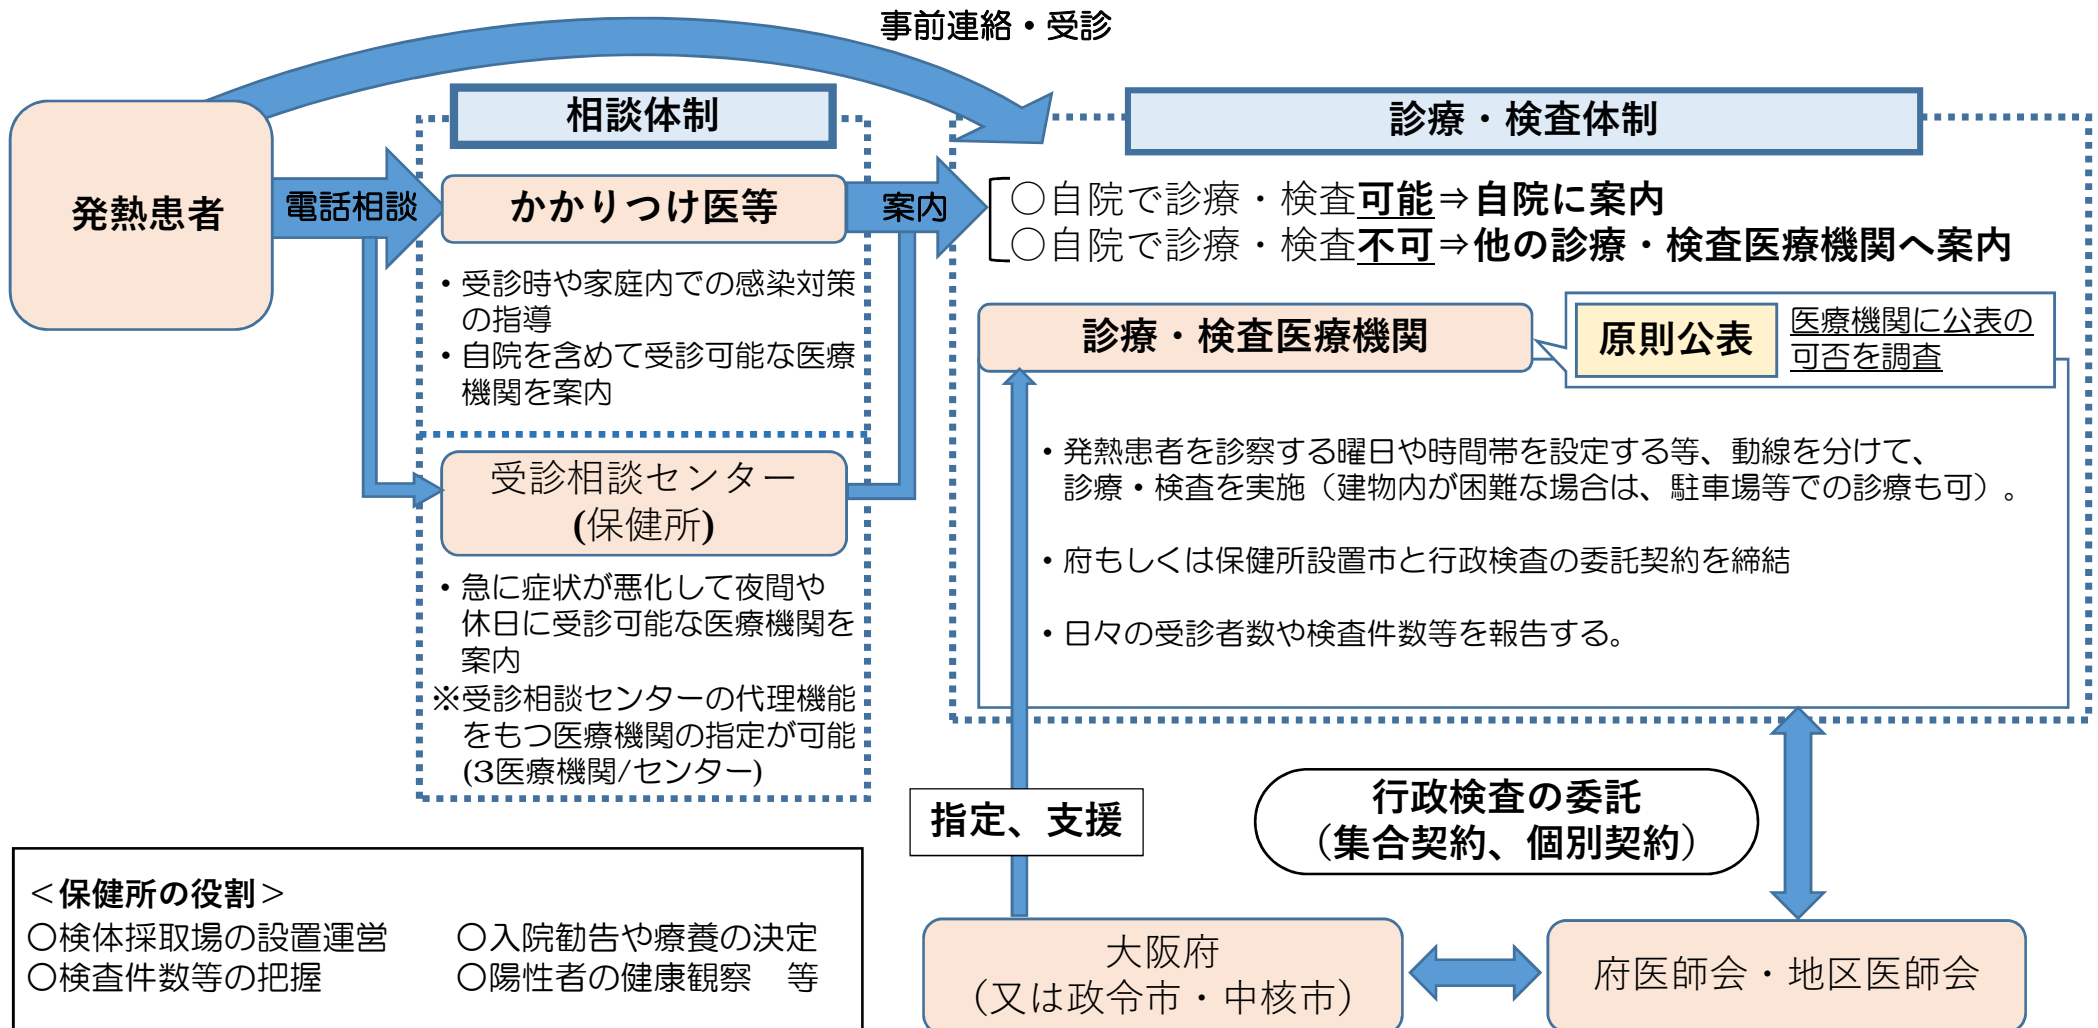 事前連絡・受診
相談体制
診療・検査体制
発熱患者
電話相談
かかりつけ医等
案内
○自院で診療・検査可能⇒自院に案内
○自院で診療・検査不可⇒他の診療・検査医療機関へ案内
・受診時や家庭内での感染対策
の指導
・自院を含めて受診可能な医療
機関を案内
診療・検査医療機関
原則公表
医療機関に公表の
可否を調査
受診相談センター
(保健所)
・急に症状が悪化して夜間や
休日に受診可能な医療機関を
案内
※受診相談センターの代理機能
をもつ医療機関の指定が可能
(3医療機関/センター)
・発熱患者を診察する曜日や時間帯を設定する等、動線を分けて、
診療・検査を実施（建物内が困難な場合は、駐車場等での診療も可）。
・府もしくは保健所設置市と行政検査の委託契約を締結
・日々の受診者数や検査件数等を報告する。
指定、支援
行政検査の委託
（集合契約、個別契約）
＜保健所の役割＞
○検体採取場の設置運営 ○入院勧告や療養の決定
○検査件数等の把握 ○陽性者の健康観察 等
大阪府
（又は政令市・中核市）
府医師会・地区医師会